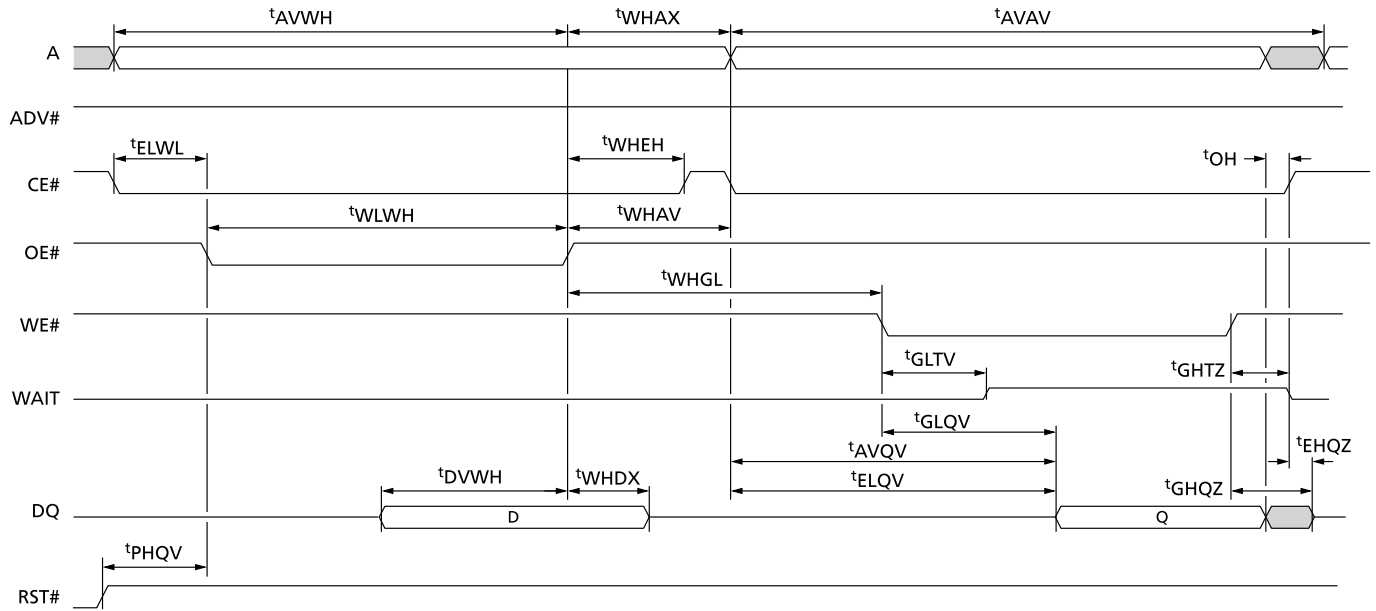 tAVWH tWHAX tAVAV
A
ADV#
tELWL tWHEH tOH
CE#
tWLWH tWHAV
OE#
tWHGL
WE#
tGLTV tGHTZ
WAIT
tGLQV
tAVQV tEHQZ
tDVWH tWHDX tELQV tGHQZ
DQ D Q
tPHQV
RST#